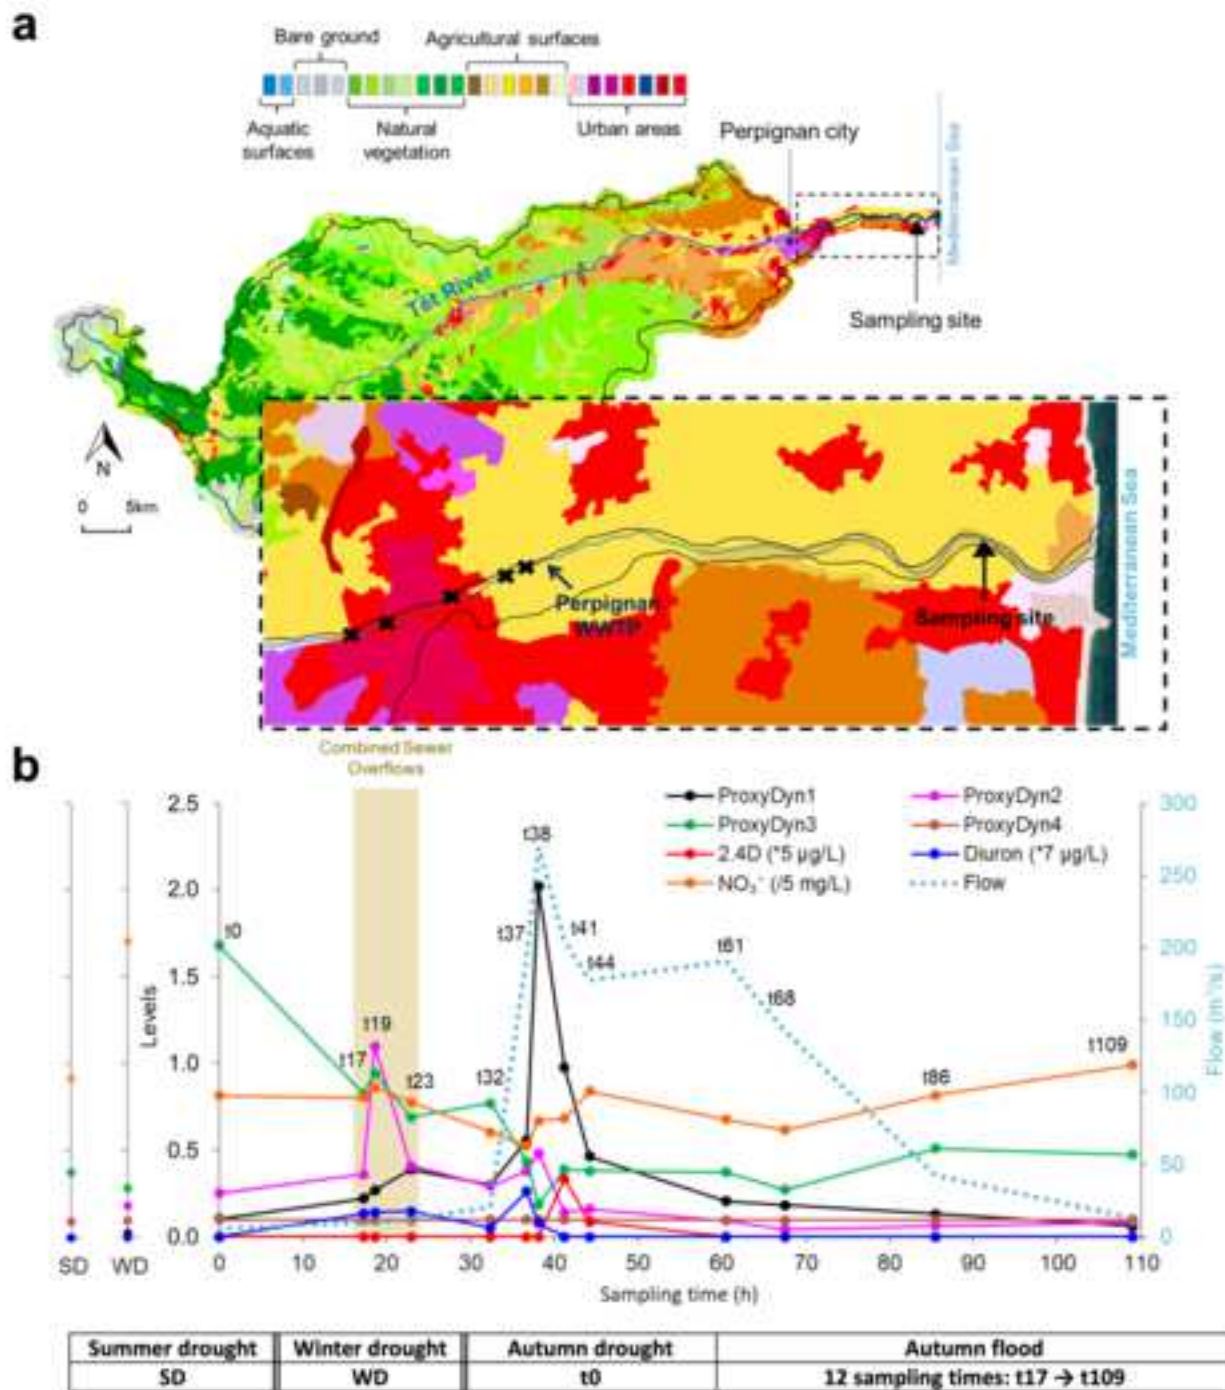 a
Bare ground
Agricultural surfaces
Aquatic surfaces
Natural vegetation
Urban areas
Perpignan city
Mediterranean Sea
Têt River
Sampling site
N
0 5km
Perpignan WWTP
Sampling site
Mediterranean Sea
b
Combined Sewer Overflows
2.5
2.0
1.5
1.0
0.5
0.0
Levels
SD
WD
ProxyDyn1
ProxyDyn2
ProxyDyn3
ProxyDyn4
2.4D (*5 µg/L)
Diuron (*7 µg/L)
NO₃⁻ (/5 mg/L)
Flow
t0
t17
t19
t23
t32
t37
t38
t41
t44
t61
t68
t86
t109
300
250
200
150
100
50
0
Flow (m³/s)
0 10 20 30 40 50 60 70 80 90 100 110
Sampling time (h)
Summer drought Winter drought Autumn drought Autumn flood
SD WD t0 12 sampling times: t17 → t109